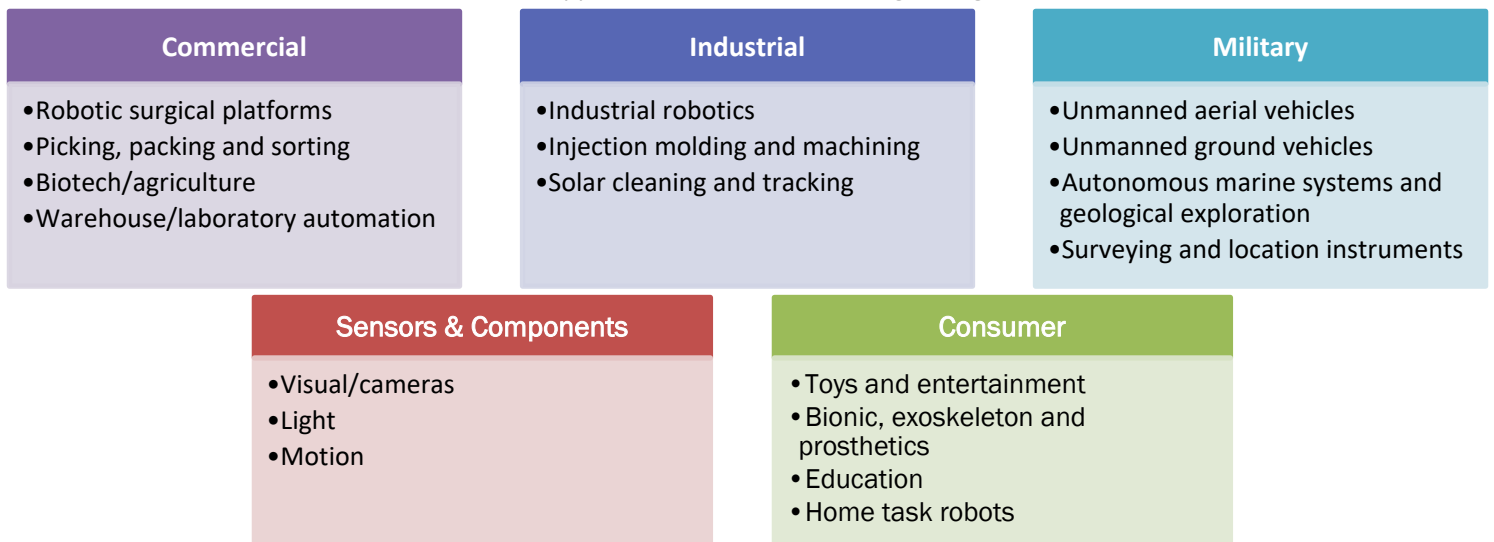 Commercial
•Robotic surgical platforms
•Picking, packing and sorting
•Biotech/agriculture
•Warehouse/laboratory automation
Industrial
•Industrial robotics
•Injection molding and machining
•Solar cleaning and tracking
Military
•Unmanned aerial vehicles
•Unmanned ground vehicles
•Autonomous marine systems and
geological exploration
•Surveying and location instruments
Sensors & Components
•Visual/cameras
•Light
•Motion
Consumer
•Toys and entertainment
•Bionic, exoskeleton and
prosthetics
•Education
•Home task robots